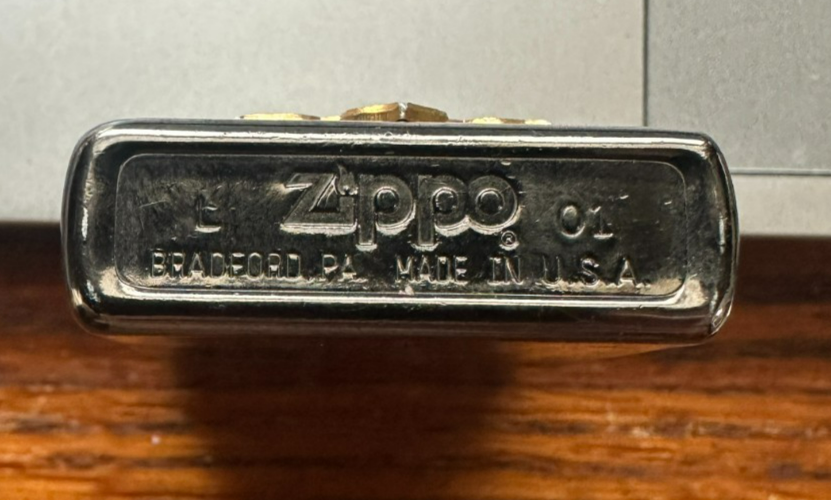 E Zippo® 01
BRADFORD, PA. MADE IN U.S.A.